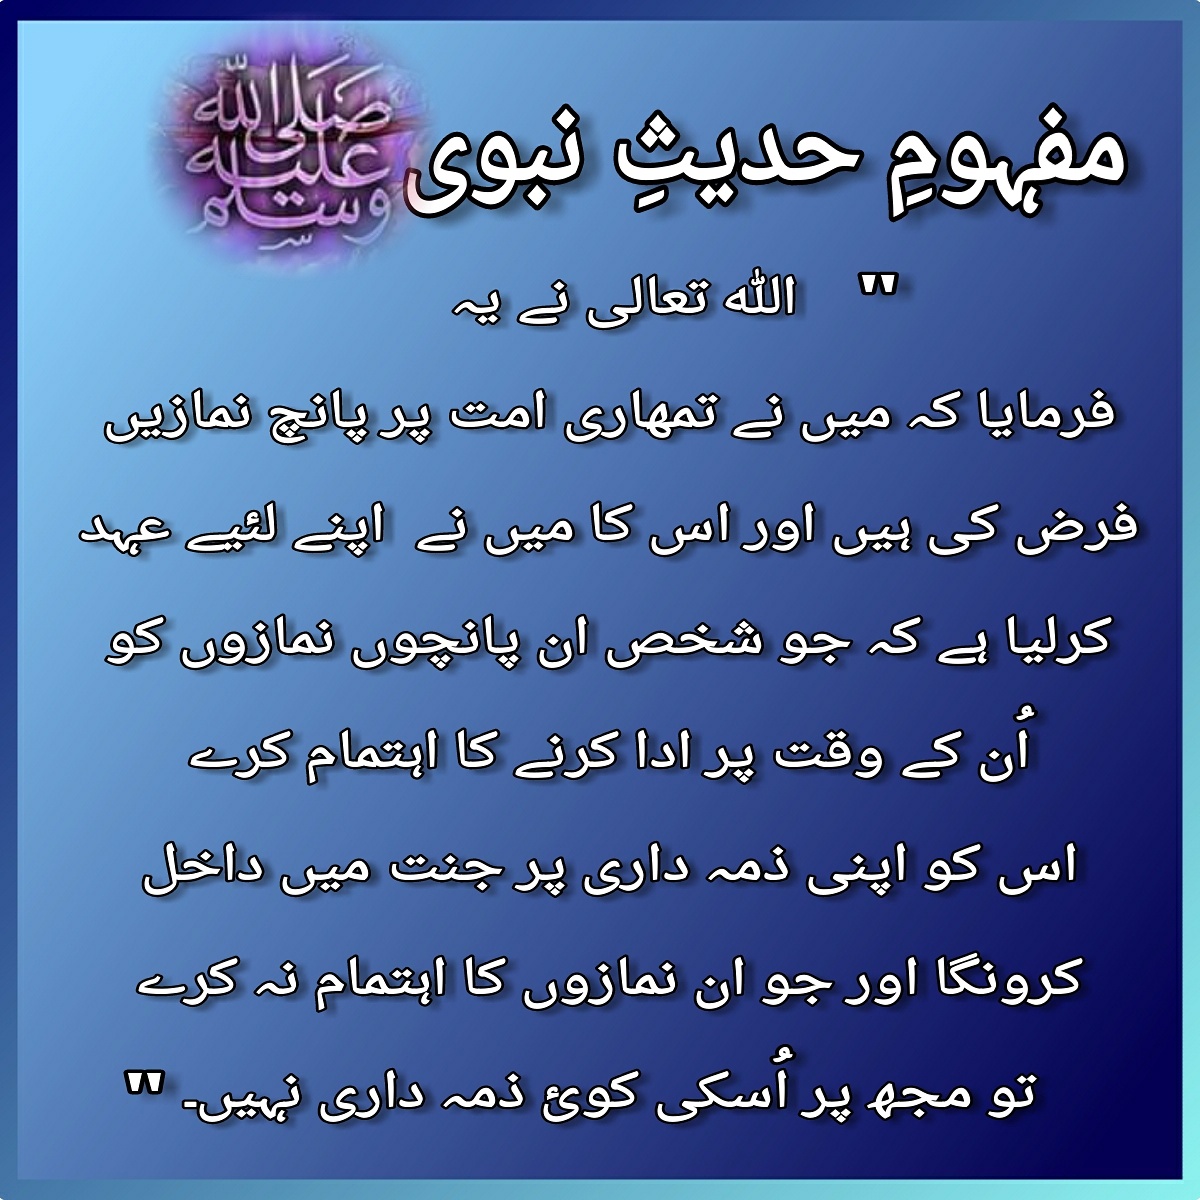 مفہومِ حدیثِ نبوی صلى الله عليه وسلم
" اللہ تعالی نے یہ
فرمایا کہ میں نے تمھاری امت پر پانچ نمازیں
فرض کی ہیں اور اس کا میں نے اپنے لئیے عہد
کرلیا ہے کہ جو شخص ان پانچوں نمازوں کو
اُن کے وقت پر ادا کرنے کا اہتمام کرے
اس کو اپنی ذمہ داری پر جنت میں داخل
کرونگا اور جو ان نمازوں کا اہتمام نہ کرے
تو مجھ پر اُسکی کوئ ذمہ داری نہیں۔ "